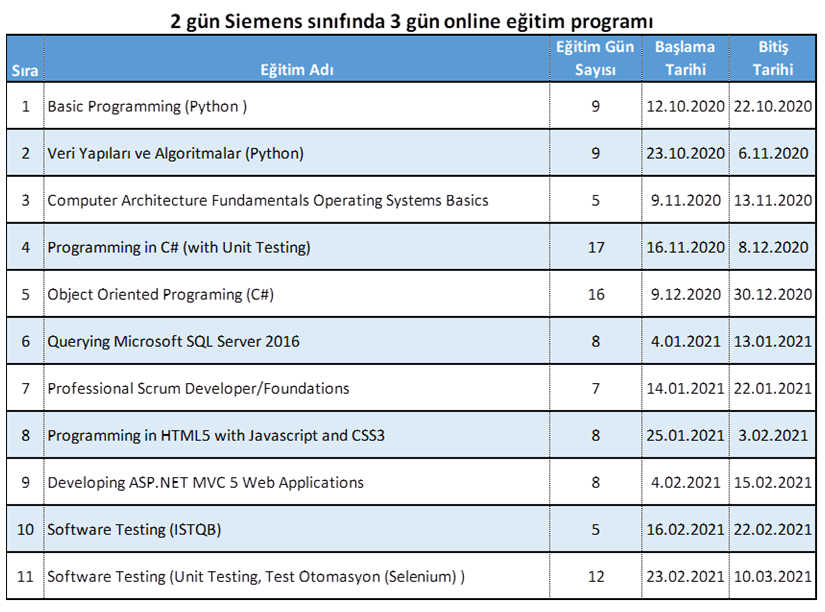 2 gün Siemens sınıfında 3 gün online eğitim programı
Sıra Eğitim Adı Eğitim Gün Sayısı Başlama Tarihi Bitiş Tarihi
1 Basic Programming (Python ) 9 12.10.2020 22.10.2020
2 Veri Yapıları ve Algoritmalar (Python) 9 23.10.2020 6.11.2020
3 Computer Architecture Fundamentals Operating Systems Basics 5 9.11.2020 13.11.2020
4 Programming in C# (with Unit Testing) 17 16.11.2020 8.12.2020
5 Object Oriented Programing (C#) 16 9.12.2020 30.12.2020
6 Querying Microsoft SQL Server 2016 8 4.01.2021 13.01.2021
7 Professional Scrum Developer/Foundations 7 14.01.2021 22.01.2021
8 Programming in HTML5 with Javascript and CSS3 8 25.01.2021 3.02.2021
9 Developing ASP.NET MVC 5 Web Applications 8 4.02.2021 15.02.2021
10 Software Testing (ISTQB) 5 16.02.2021 22.02.2021
11 Software Testing (Unit Testing, Test Otomasyon (Selenium) ) 12 23.02.2021 10.03.2021